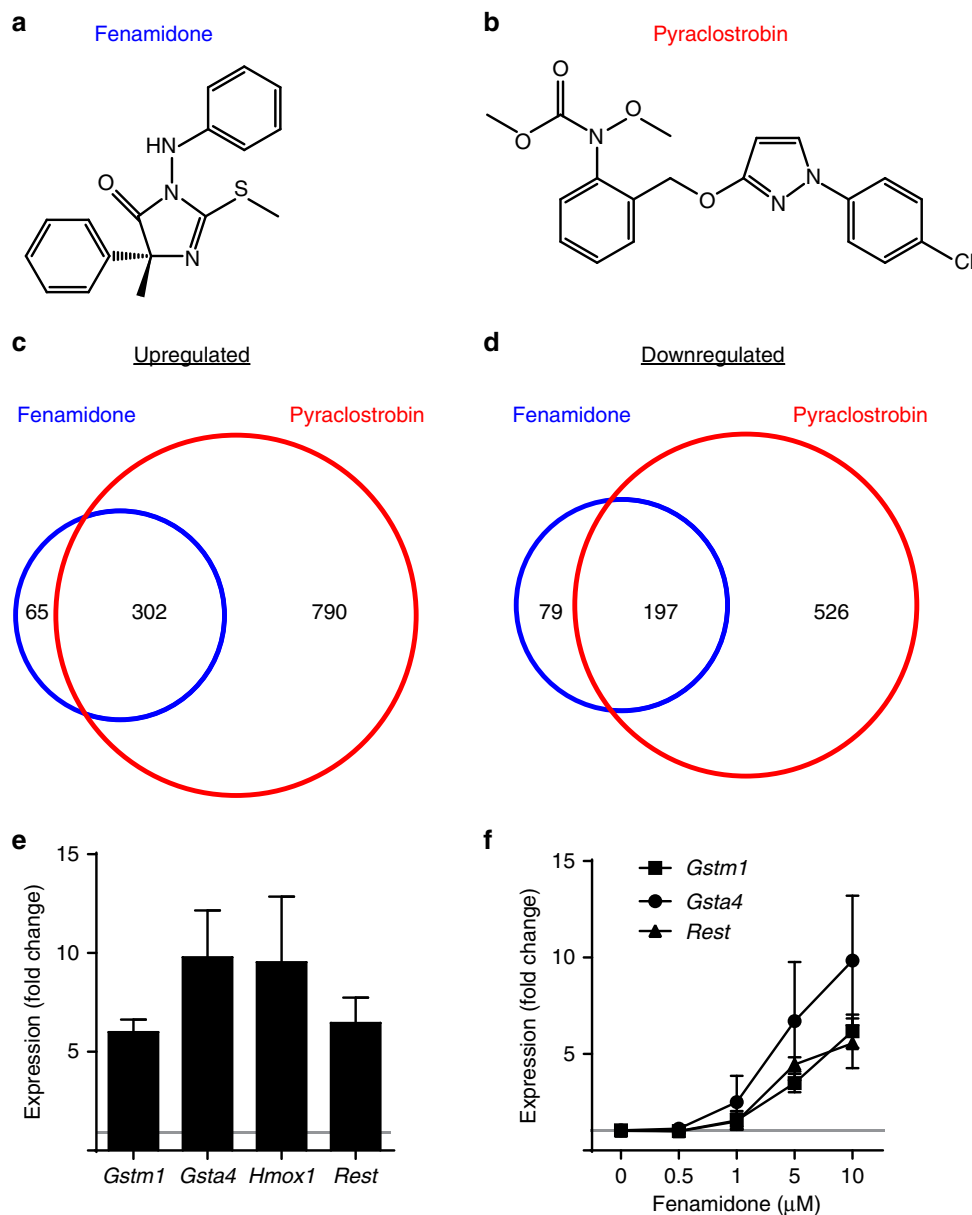 a
Fenamidone
b
Pyraclostrobin
HN
N
O
S
N
O
O
N
O
O
N
N
Cl
c
Upregulated
Fenamidone
Pyraclostrobin
65
302
790
d
Downregulated
Fenamidone
Pyraclostrobin
79
197
526
e
Expression (fold change)
15
10
5
Gstm1 Gsta4 Hmox1 Rest
f
Gstm1
Gsta4
Rest
Expression (fold change)
15
10
5
0 0.5 1 5 10
Fenamidone (μM)